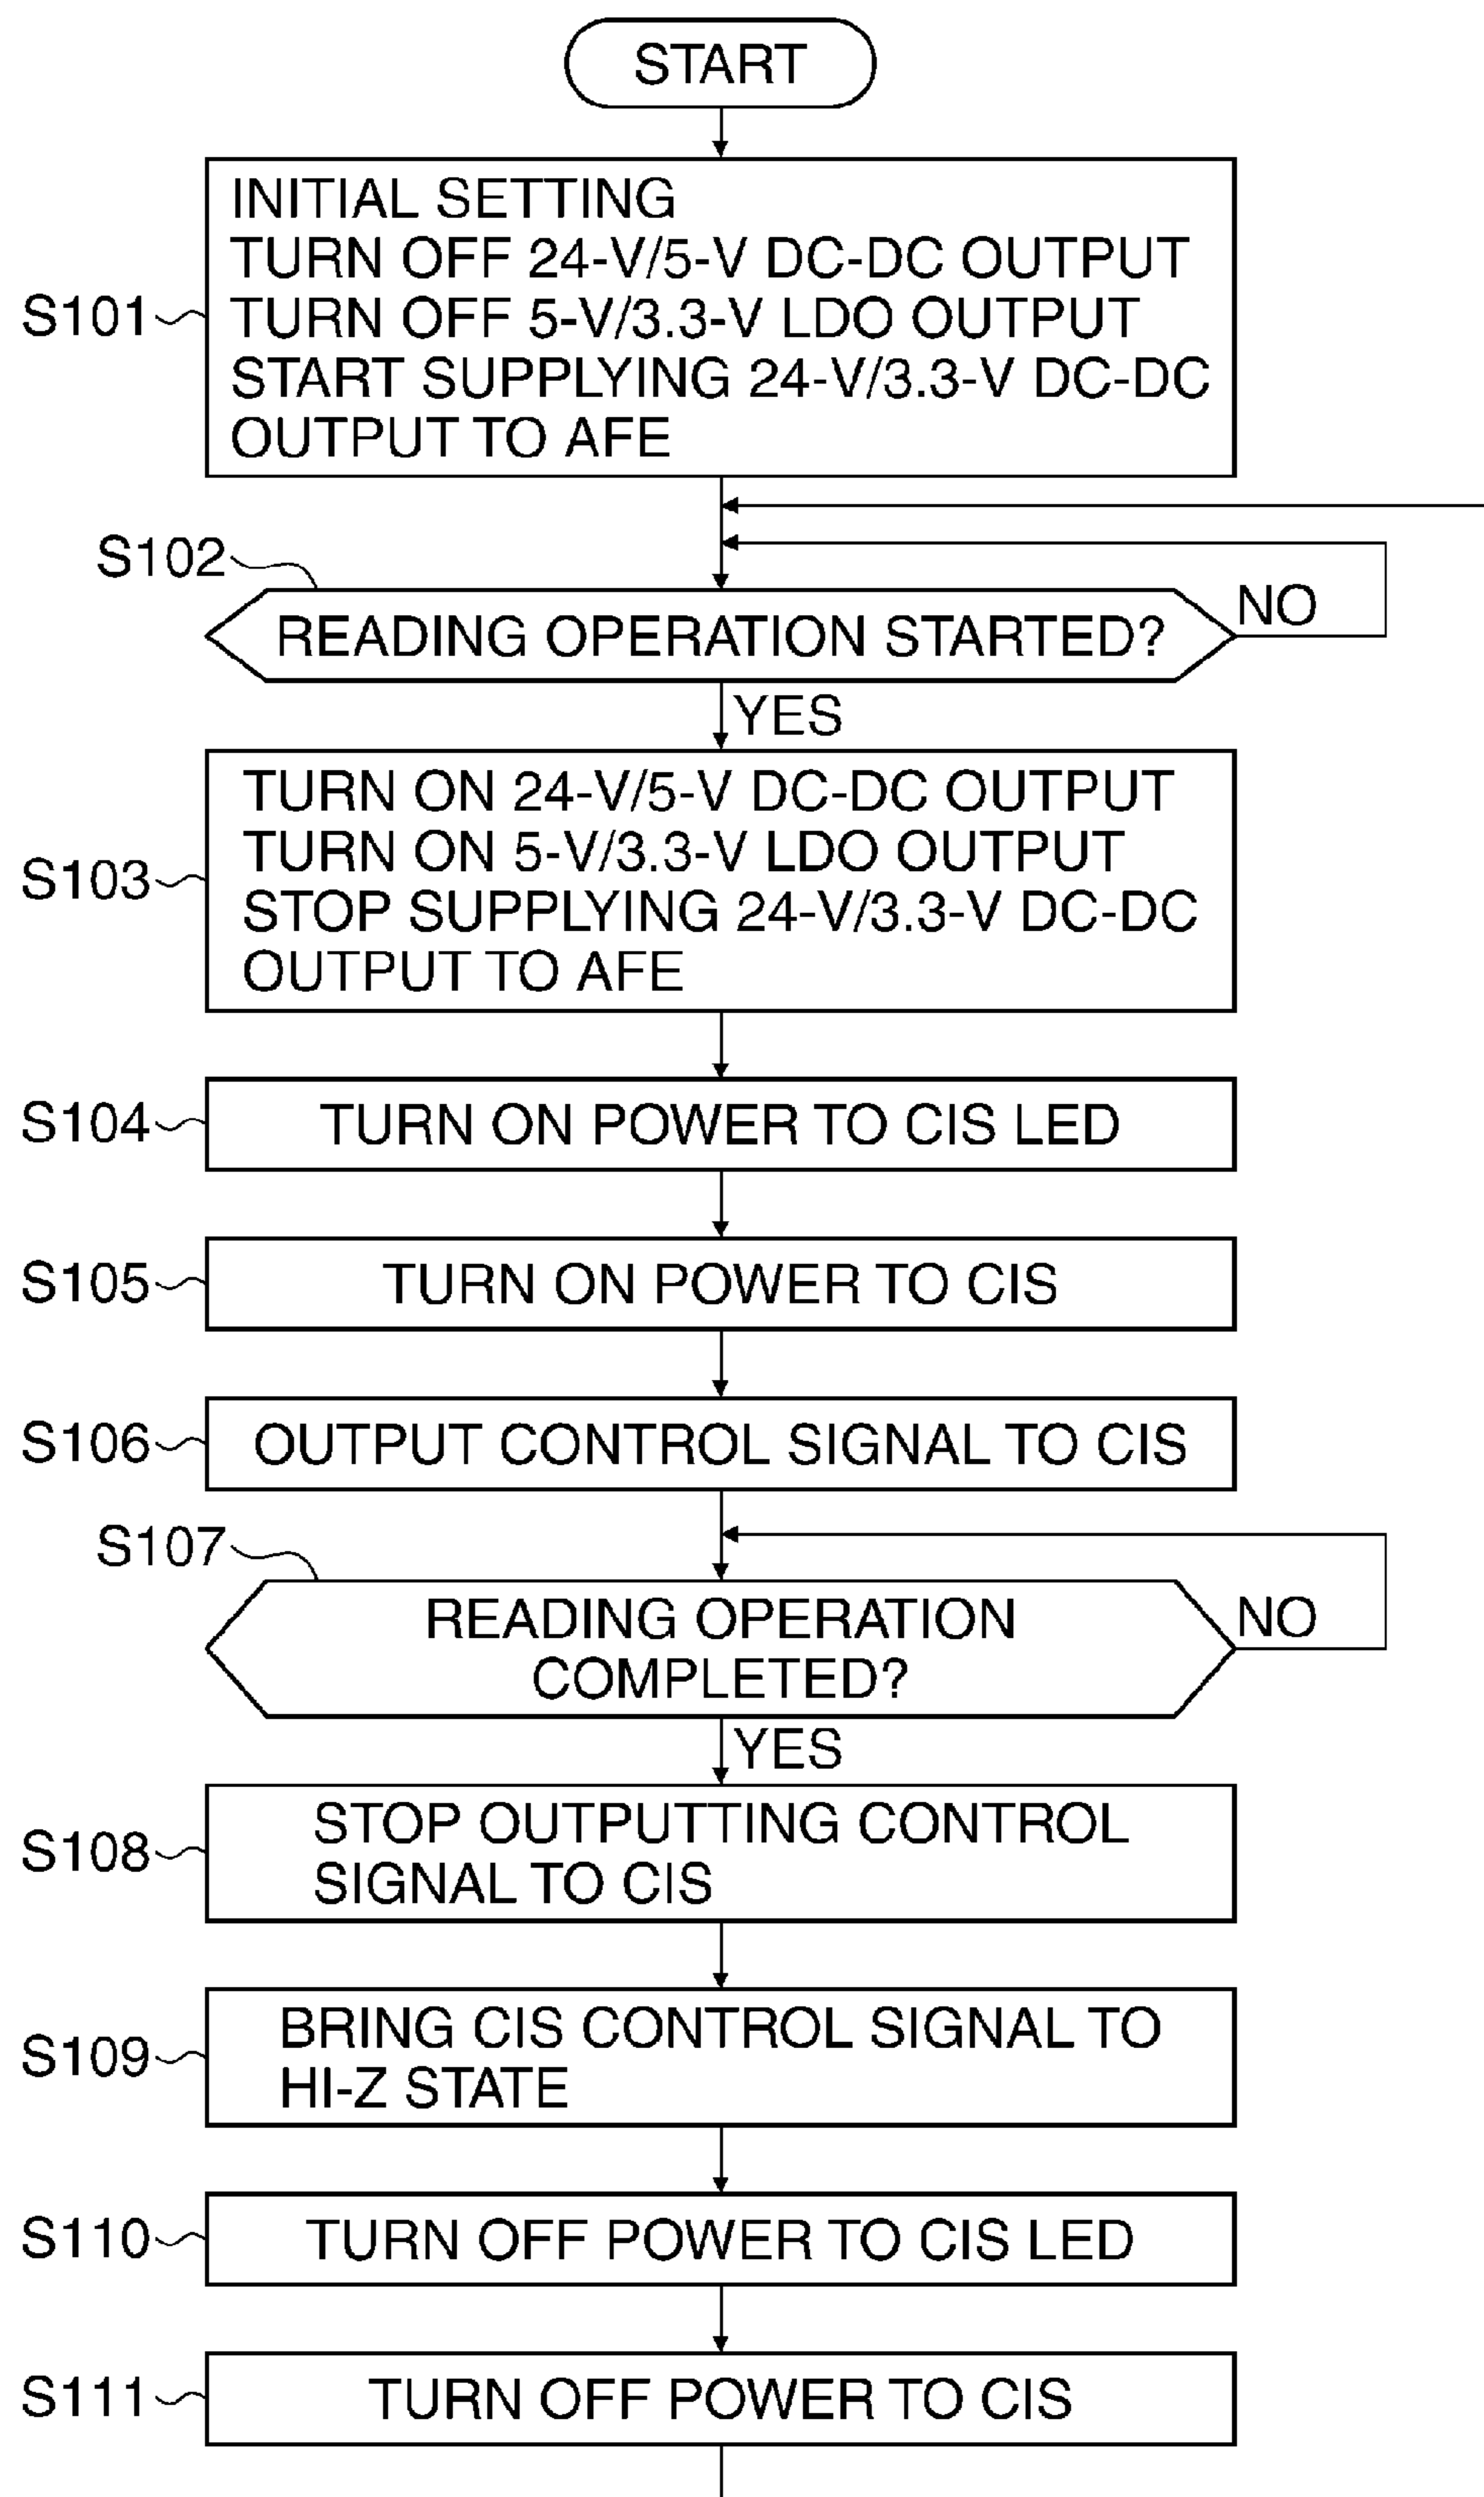 START
S101
INITIAL SETTING
TURN OFF 24-V/5-V DC-DC OUTPUT
TURN OFF 5-V/3.3-V LDO OUTPUT
START SUPPLYING 24-V/3.3-V DC-DC
OUTPUT TO AFE
S102
READING OPERATION STARTED?
NO
YES
S103
TURN ON 24-V/5-V DC-DC OUTPUT
TURN ON 5-V/3.3-V LDO OUTPUT
STOP SUPPLYING 24-V/3.3-V DC-DC
OUTPUT TO AFE
S104
TURN ON POWER TO CIS LED
S105
TURN ON POWER TO CIS
S106
OUTPUT CONTROL SIGNAL TO CIS
S107
READING OPERATION
COMPLETED?
NO
YES
S108
STOP OUTPUTTING CONTROL
SIGNAL TO CIS
S109
BRING CIS CONTROL SIGNAL TO
HI-Z STATE
S110
TURN OFF POWER TO CIS LED
S111
TURN OFF POWER TO CIS